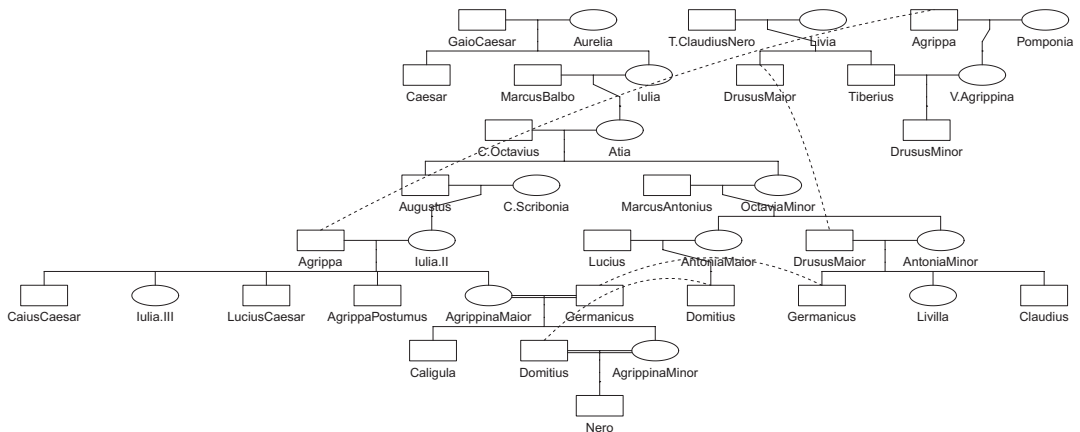 GaioCaesar Aurelia T.ClaudiusNero Livia Agrippa Pomponia
Caesar MarcusBalbo Iulia DrususMaior Tiberius V.Agrippina
C.Octavius Atia DrususMinor
Augustus C.Scribonia MarcusAntonius OctaviaMinor
Agrippa Iulia.II Lucius AntoniaMaior DrususMaior AntoniaMinor
CaiusCaesar Iulia.III LuciusCaesar AgrippaPostumus AgrippinaMaior Germanicus Domitius Germanicus Livilla Claudius
Caligula Domitius AgrippinaMinor
Nero